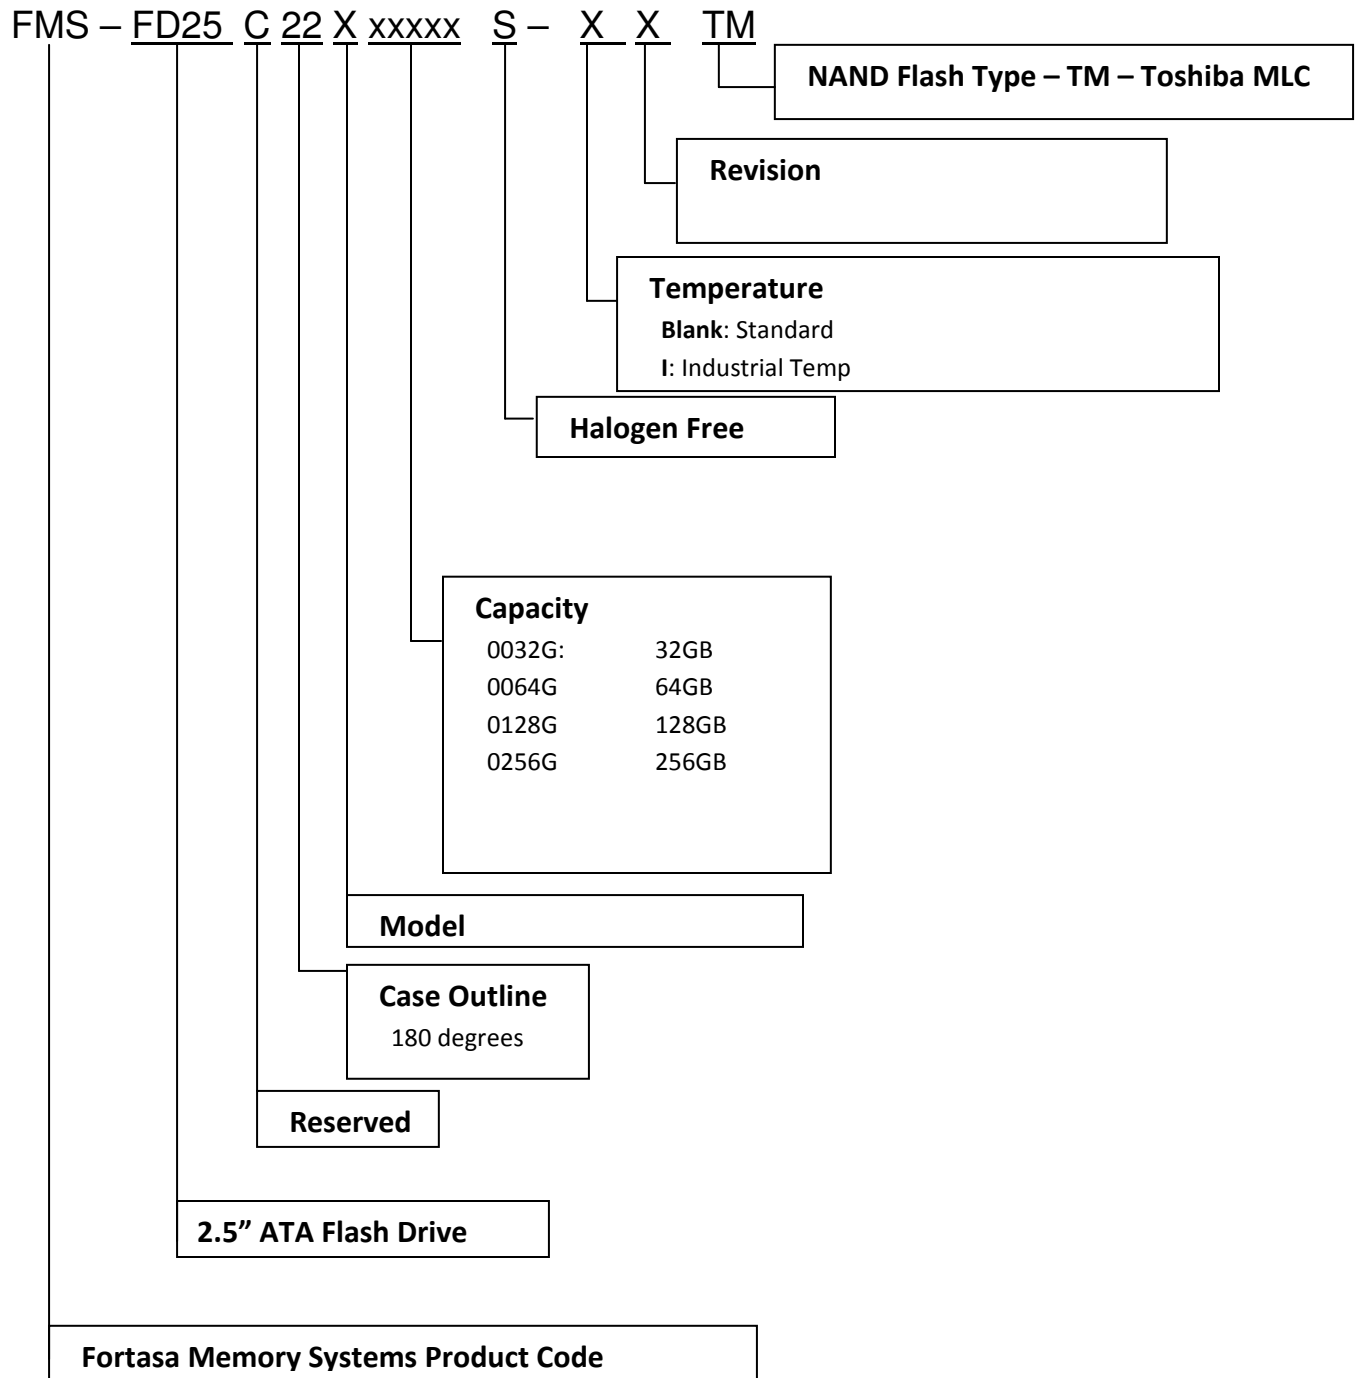 FMS – FD25 C 22 X xxxxx S – X X TM
NAND Flash Type – TM – Toshiba MLC
Revision
Temperature
Blank: Standard
I: Industrial Temp
Halogen Free
Capacity
0032G: 32GB
0064G 64GB
0128G 128GB
0256G 256GB
Model
Case Outline
180 degrees
Reserved
2.5” ATA Flash Drive
Fortasa Memory Systems Product Code